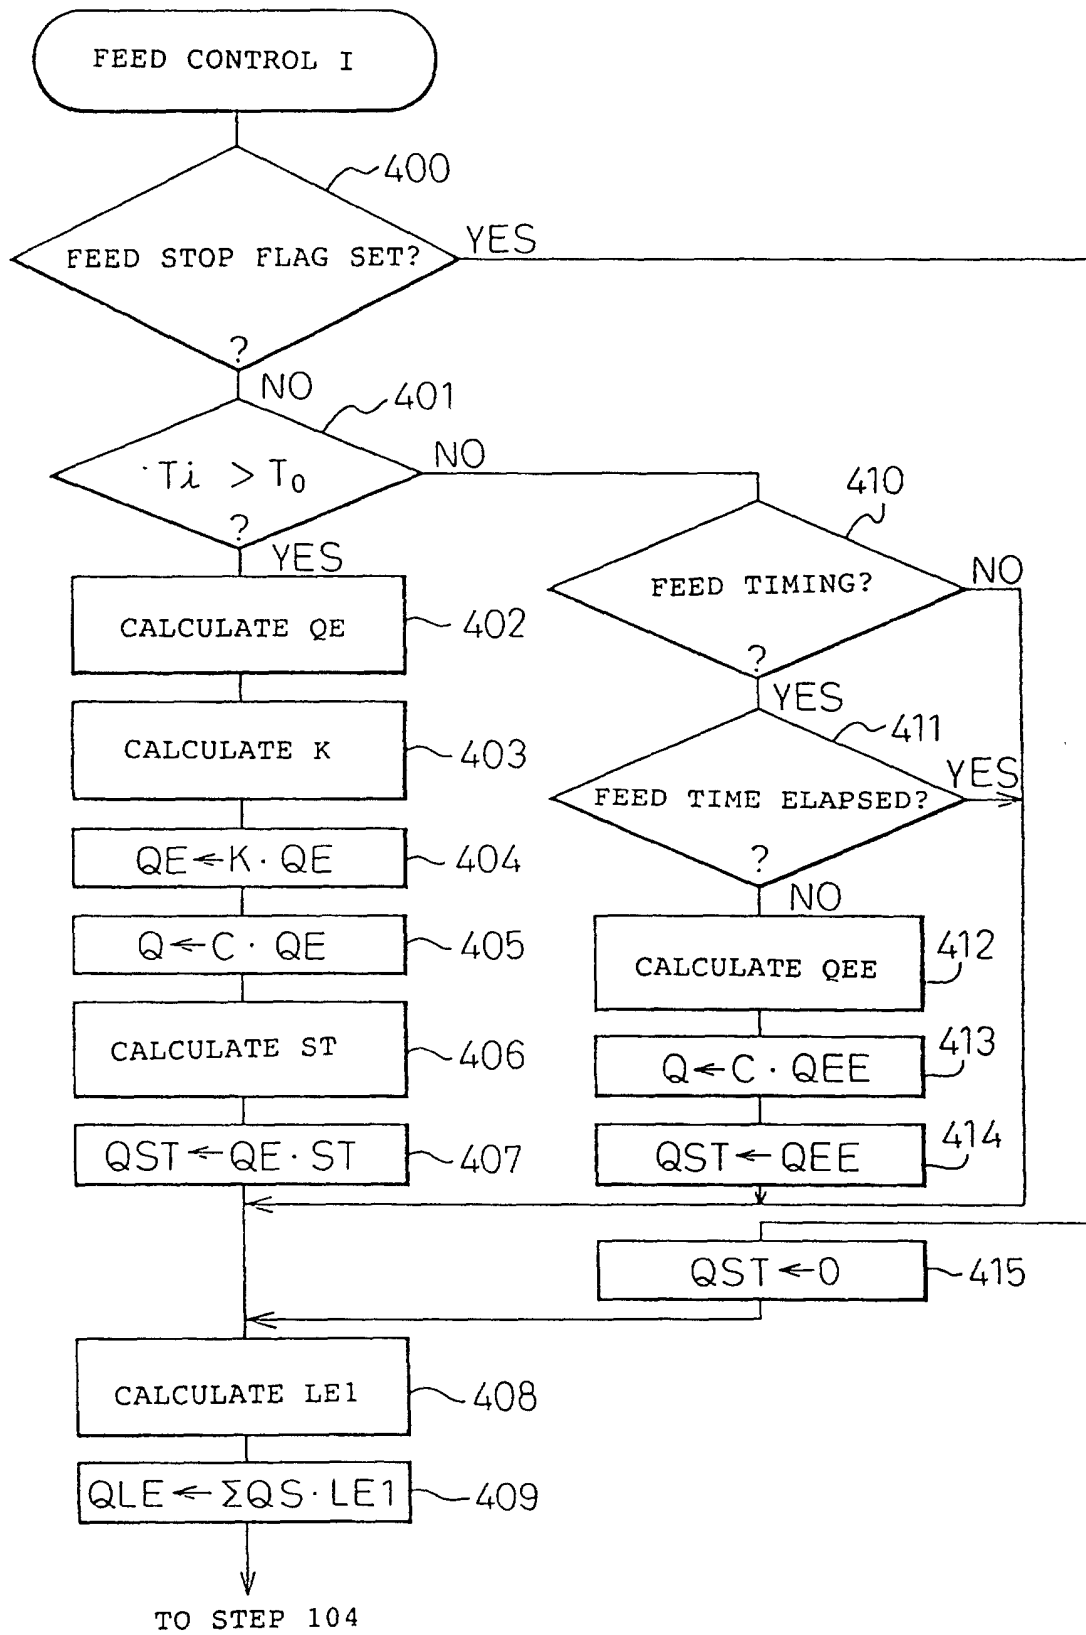 FEED CONTROL I
400
FEED STOP FLAG SET?
YES
?
NO
401
Ti > T0
NO
?
YES
410
FEED TIMING?
NO
?
YES
CALCULATE QE
402
411
CALCULATE K
403
FEED TIME ELAPSED?
YES
?
NO
QE←K·QE
404
Q←C·QE
405
CALCULATE QEE
412
CALCULATE ST
406
Q←C·QEE
413
QST←QE·ST
407
QST←QEE
414
QST←0
415
CALCULATE LE1
408
QLE←ΣQS·LE1
409
TO STEP 104